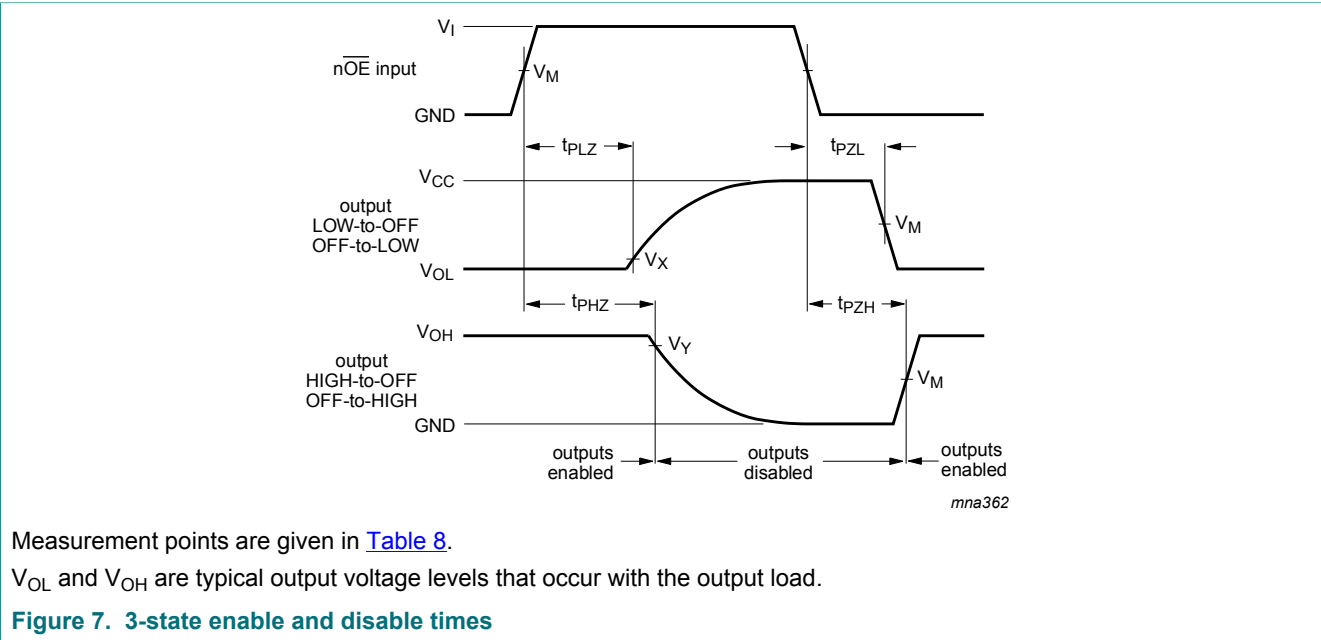 V_I
nOE input
V_M
GND
t_PLZ
t_PZL
V_CC
output
LOW-to-OFF
OFF-to-LOW
V_M
V_X
V_OL
t_PHZ
t_PZH
V_OH
V_Y
output
HIGH-to-OFF
OFF-to-HIGH
V_M
GND
outputs
enabled
outputs
disabled
outputs
enabled
mna362
Measurement points are given in Table 8.
V_OL and V_OH are typical output voltage levels that occur with the output load.
Figure 7. 3-state enable and disable times